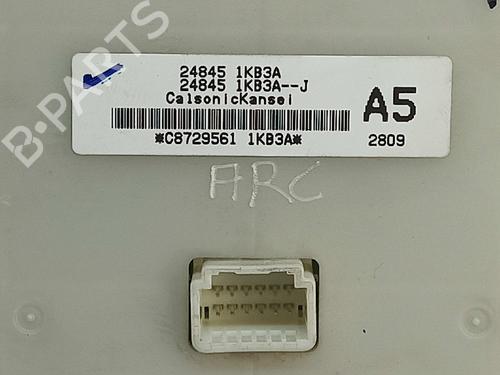 24845 1KB3A
24845 1KB3A--J
CalsonicKansei
*C8729561 1KB3A*
A5
2809
ARC
B-PARTS